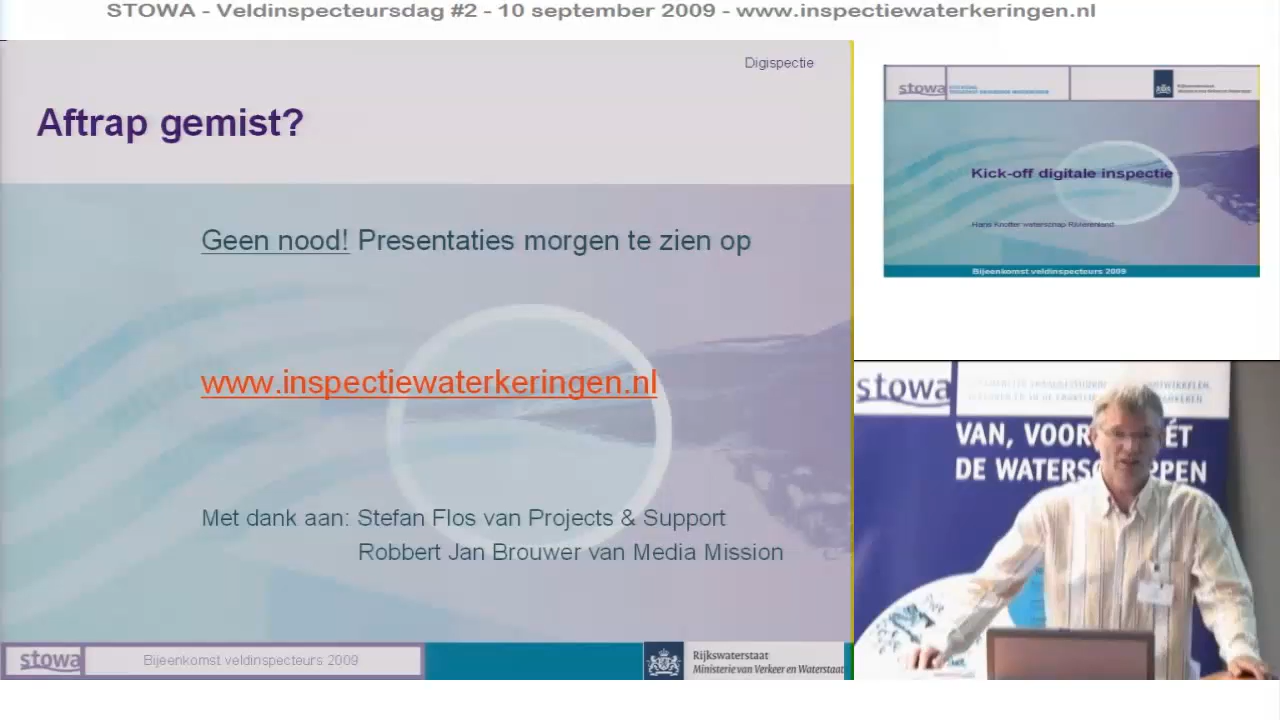 STOWA - Veldinspecteursdag #2 - 10 september 2009 - www.inspectiewaterkeringen.nl
Digispectie
Aftrap gemist?
Geen nood! Presentaties morgen te zien op
www.inspectiewaterkeringen.nl
Met dank aan: Stefan Flos van Projects & Support
Robbert Jan Brouwer van Media Mission
stowa
Bijeenkomst veldinspecteurs 2009
Rijkswaterstaat
Ministerie van Verkeer en Waterstaat
stowa
Kick-off digitale inspectie
Hans Knotter waterschap Rivierenland
Bijeenkomst veldinspecteurs 2009
stowa
VAN, VOOR ÉT
DE WATERSCHAPPEN